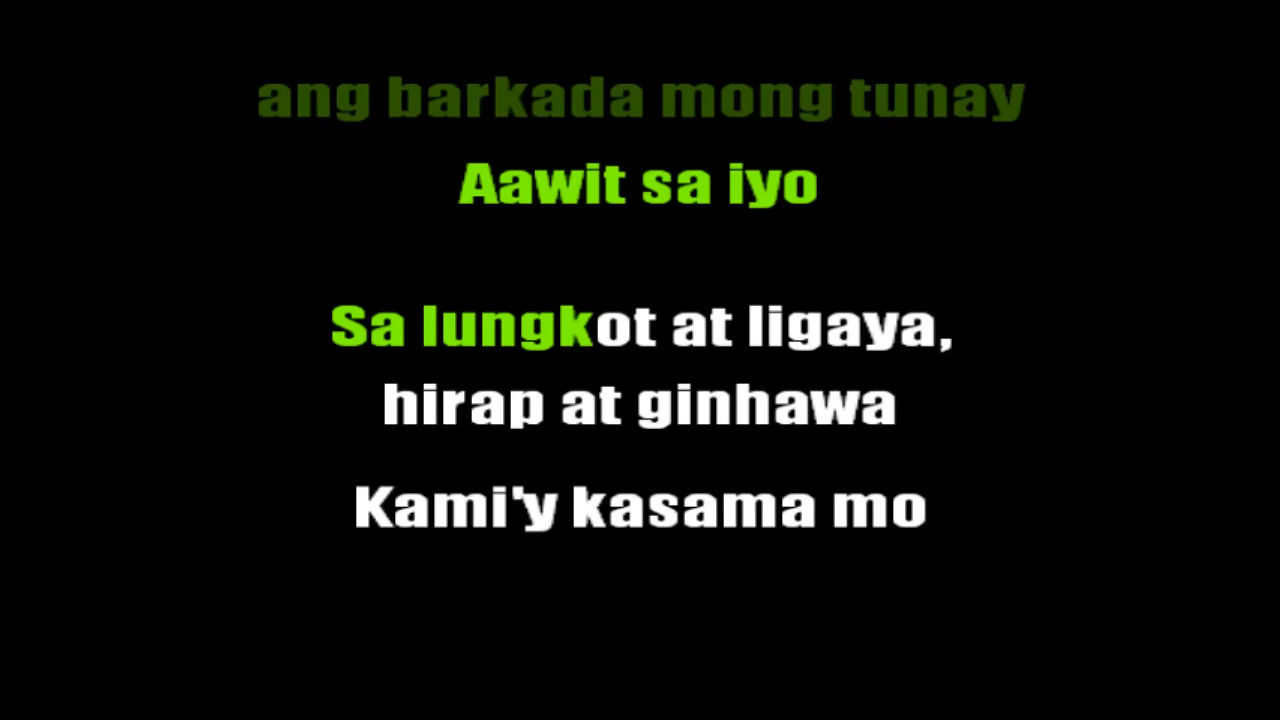 ang barkada mong tunay
Aawit sa iyo
Sa lungkot at ligaya,
hirap at ginhawa
Kami'y kasama mo